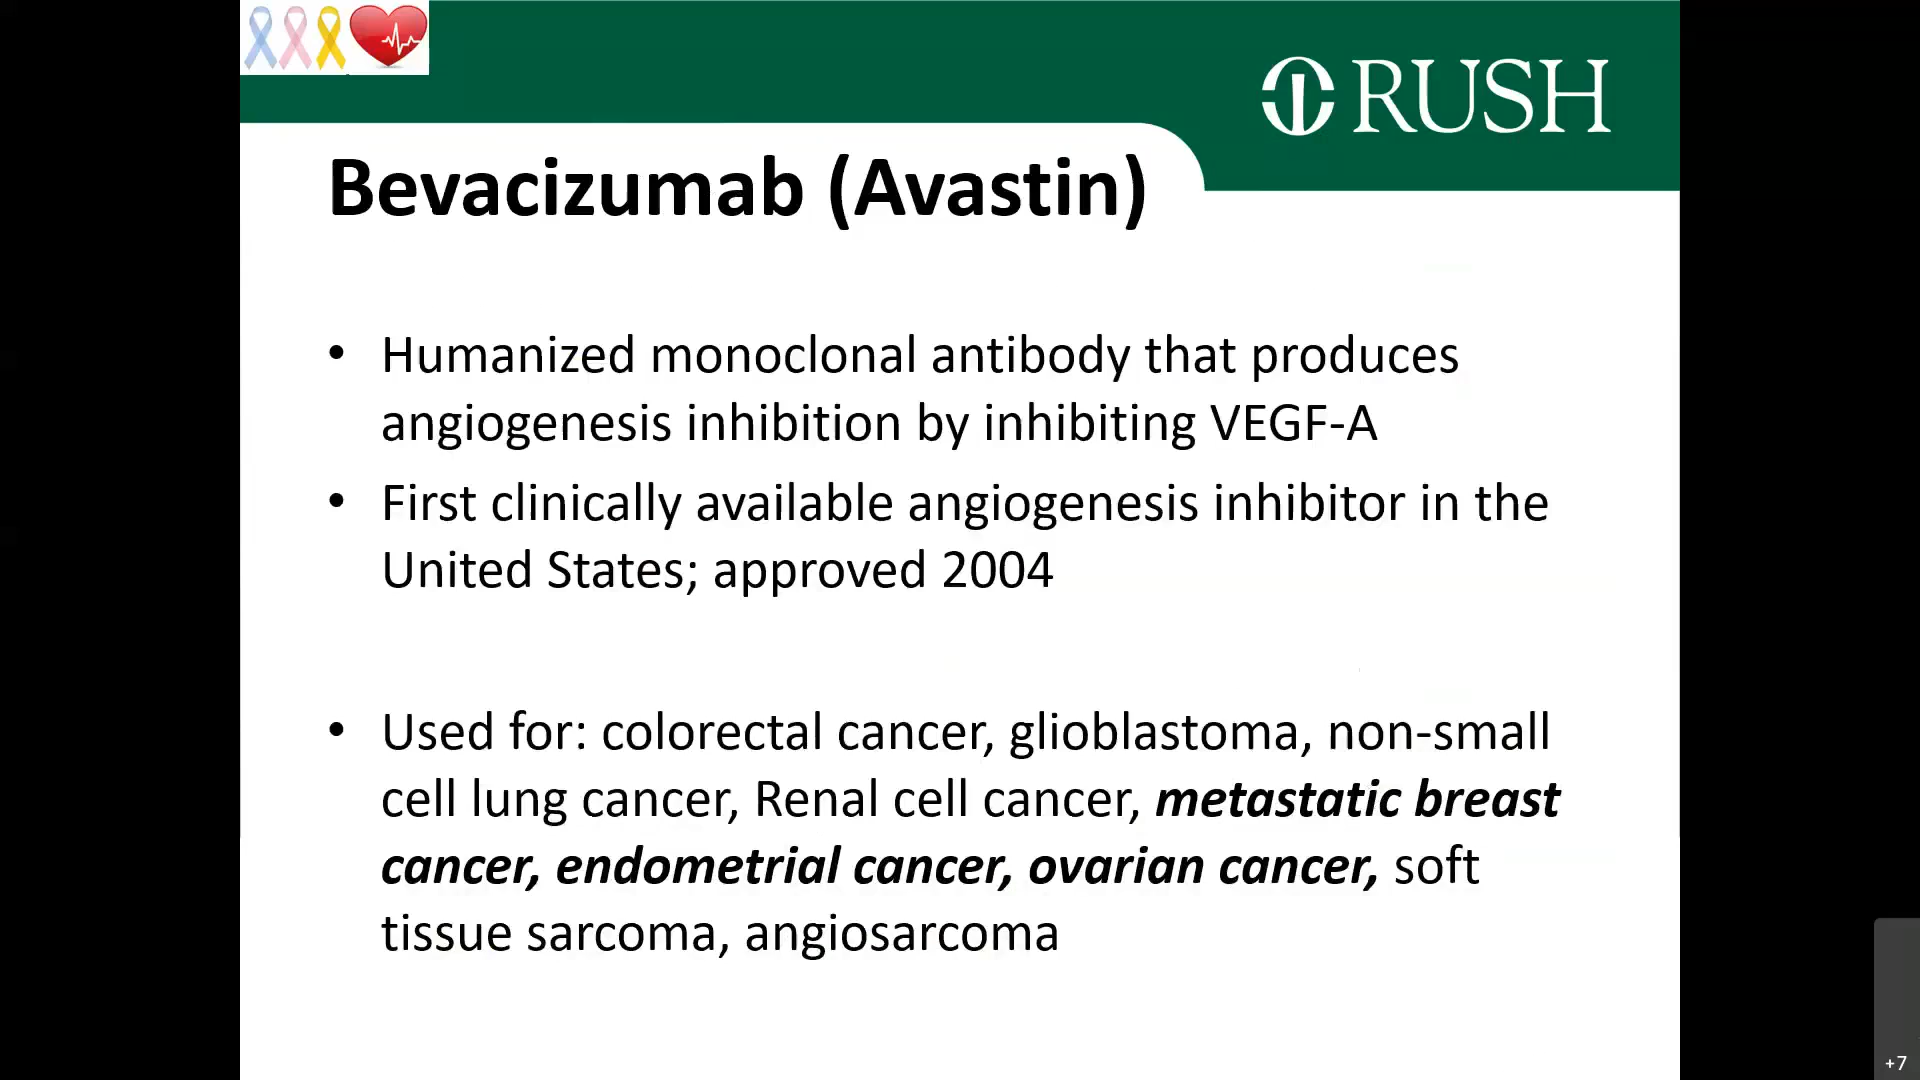 RUSH
Bevacizumab (Avastin)
• Humanized monoclonal antibody that produces
angiogenesis inhibition by inhibiting VEGF-A
• First clinically available angiogenesis inhibitor in the
United States; approved 2004
• Used for: colorectal cancer, glioblastoma, non-small
cell lung cancer, Renal cell cancer, metastatic breast
cancer, endometrial cancer, ovarian cancer, soft
tissue sarcoma, angiosarcoma
+7